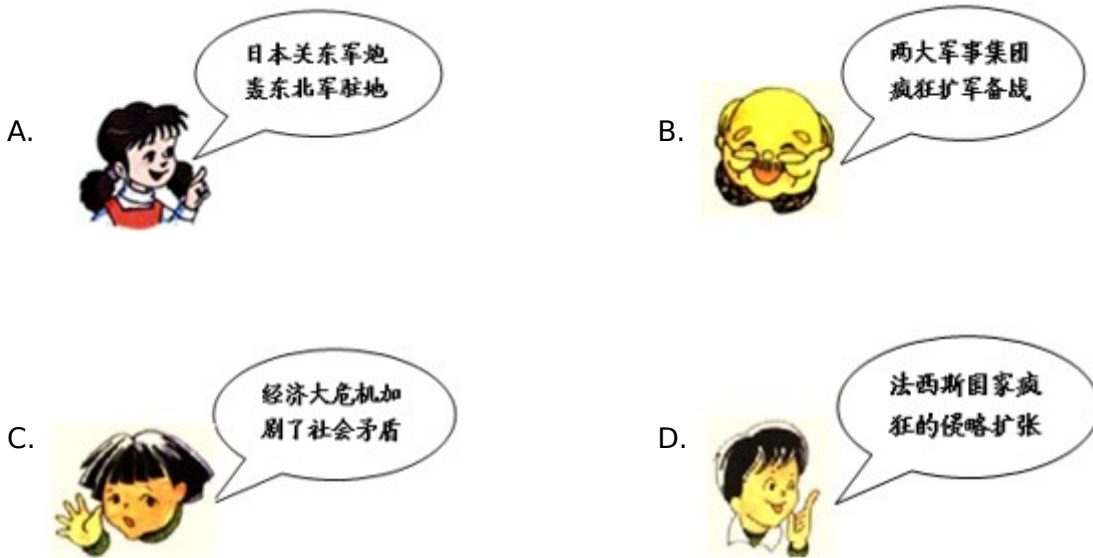 A.
日本关东军炮
轰东北军驻地
B.
两大军事集团
疯狂扩军备战
C.
经济大危机加
剧了社会矛盾
D.
法西斯国家疯
狂的侵略扩张